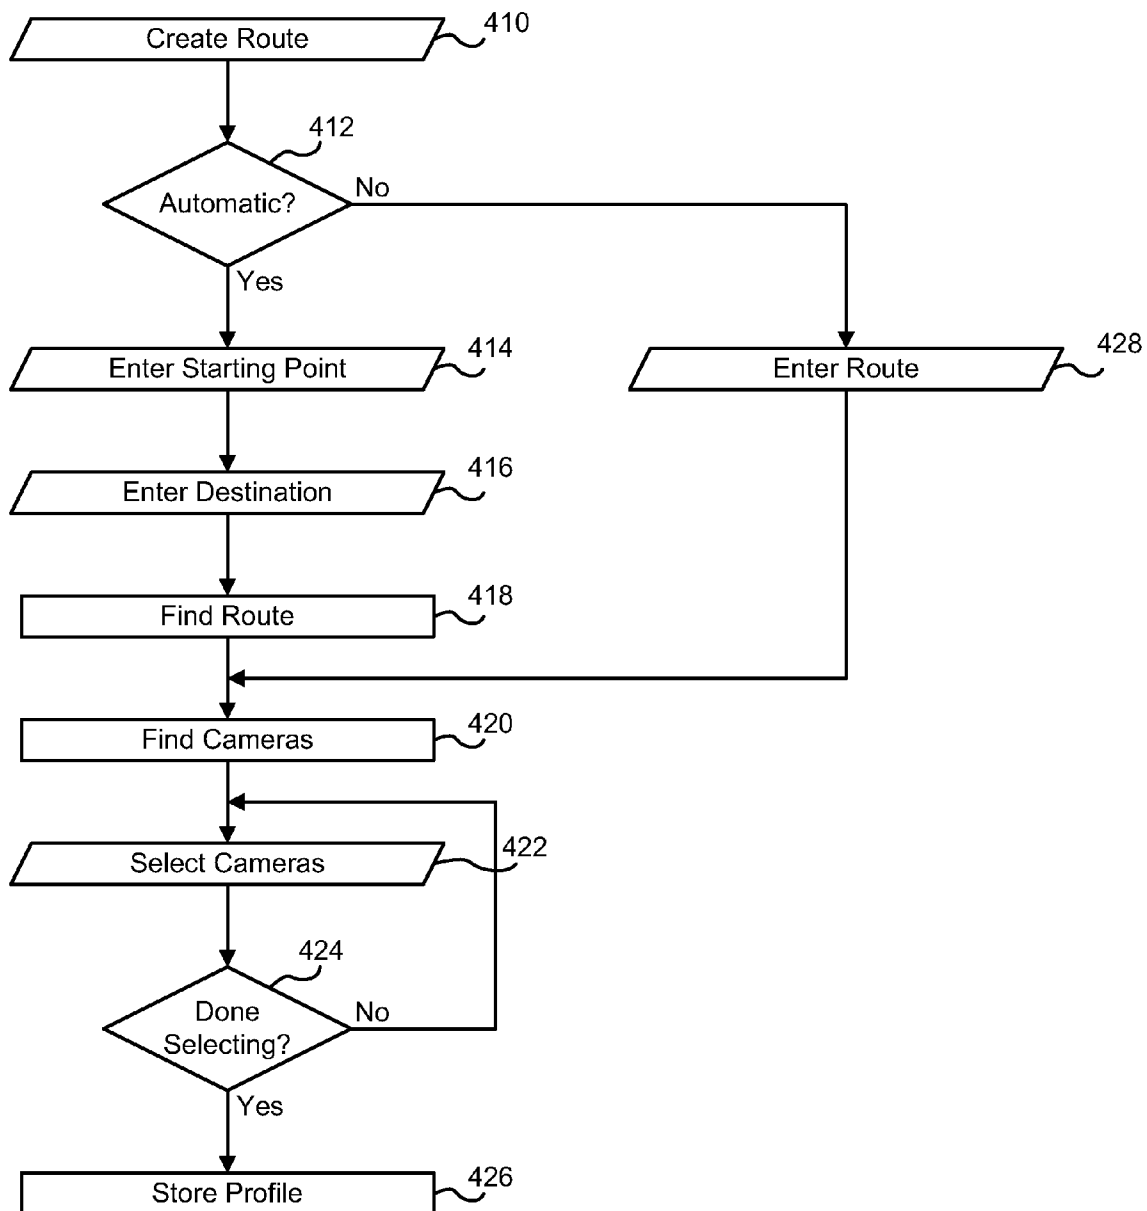 Create Route
410
412
Automatic?
No
Yes
Enter Starting Point
414
Enter Route
428
Enter Destination
416
Find Route
418
Find Cameras
420
Select Cameras
422
424
Done
Selecting?
No
Yes
Store Profile
426